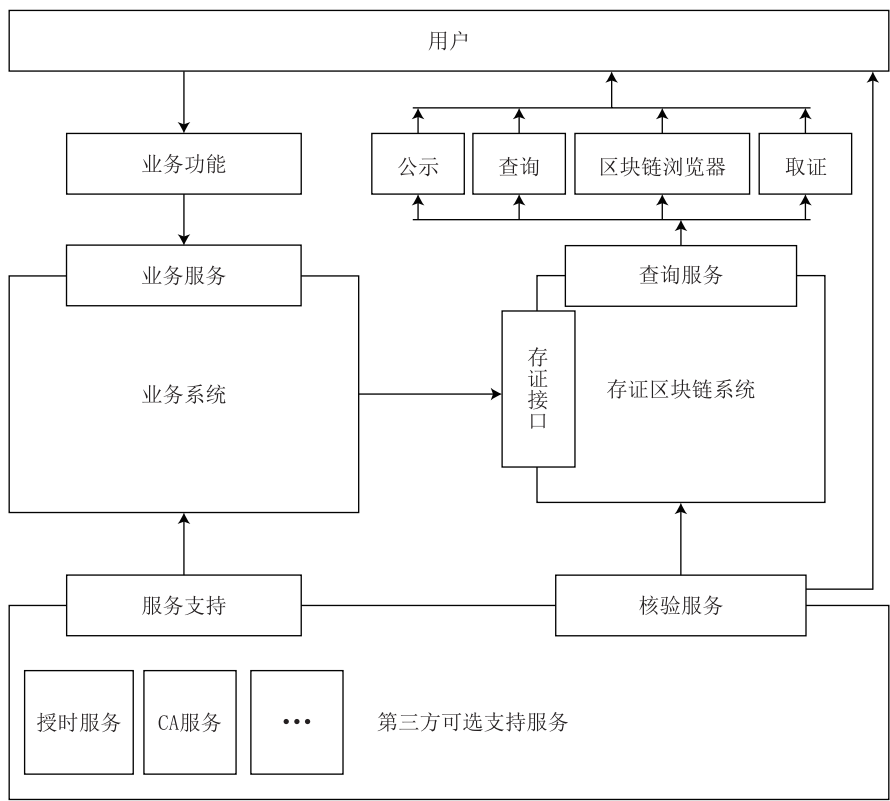 用户
业务功能
公示
查询
区块链浏览器
取证
业务服务
查询服务
存证接口
业务系统
存证区块链系统
服务支持
核验服务
授时服务
CA服务
•••
第三方可选支持服务